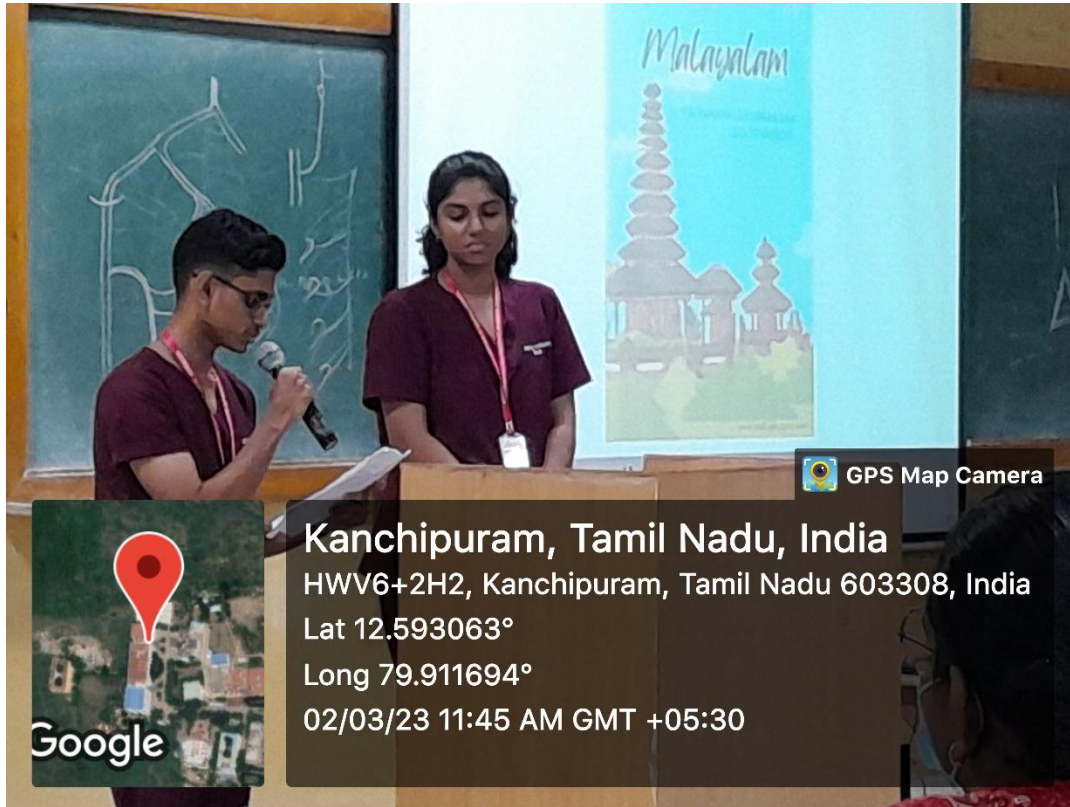 Malayalam
GPS Map Camera
Kanchipuram, Tamil Nadu, India
HWV6+2H2, Kanchipuram, Tamil Nadu 603308, India
Lat 12.593063°
Long 79.911694°
02/03/23 11:45 AM GMT +05:30
Google